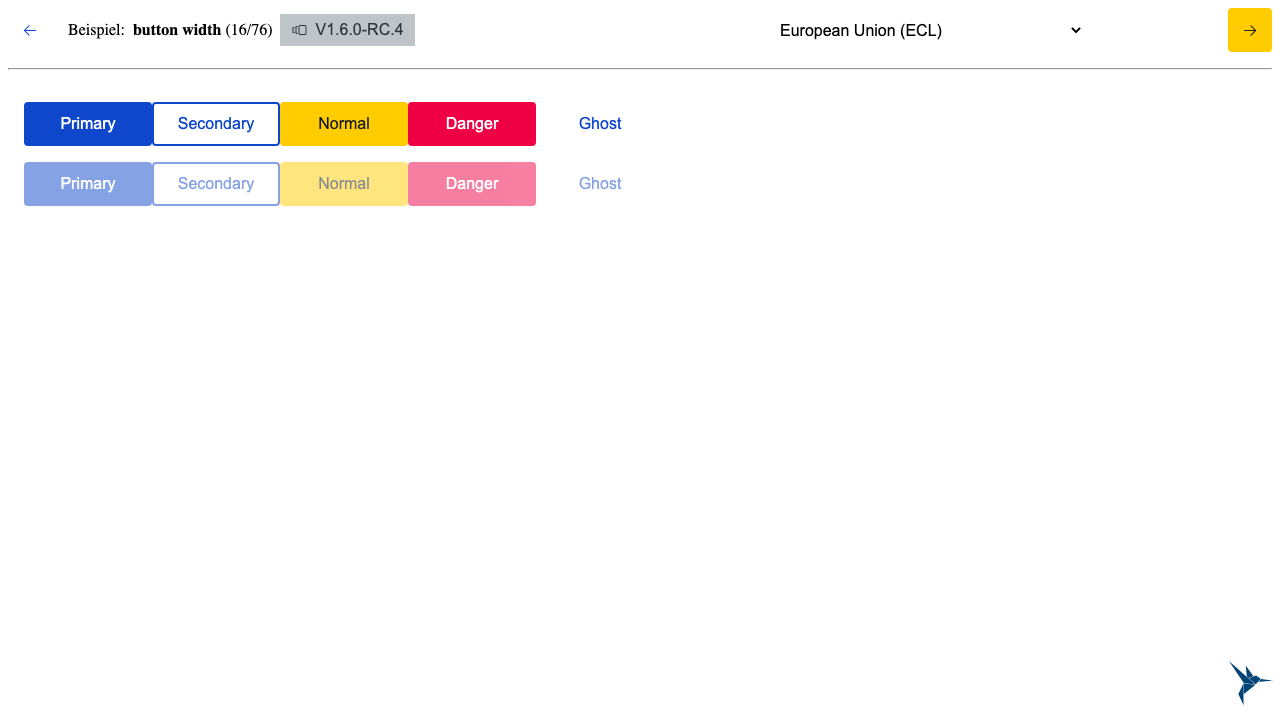 Beispiel: button width (16/76) V1.6.0-RC.4 European Union (ECL)
Primary Secondary Normal Danger Ghost
Primary Secondary Normal Danger Ghost